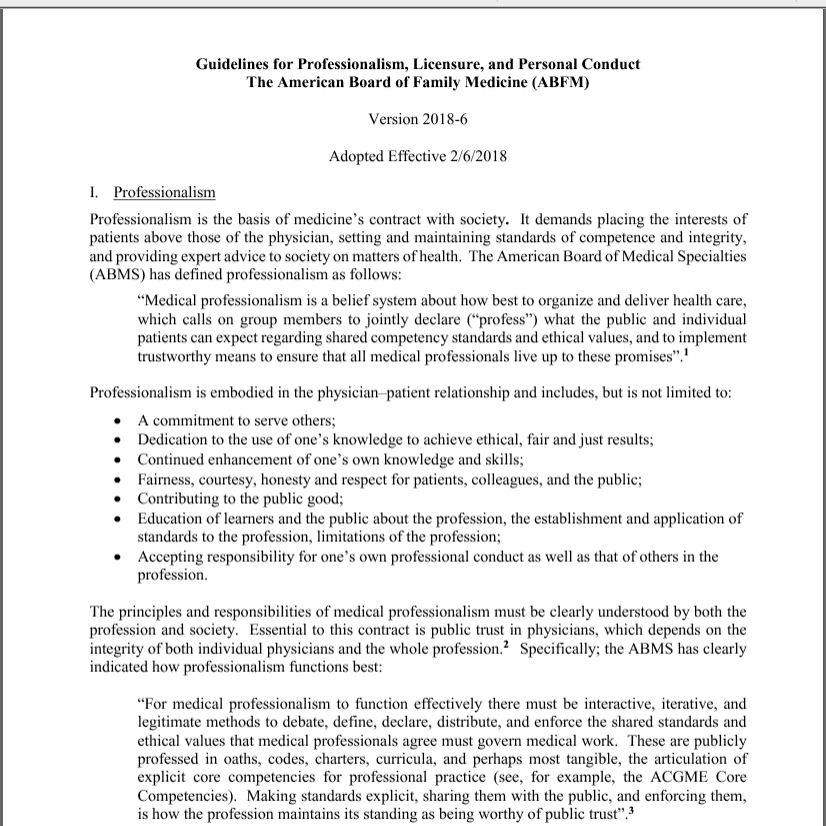 Guidelines for Professionalism, Licensure, and Personal Conduct
The American Board of Family Medicine (ABFM)
Version 2018-6
Adopted Effective 2/6/2018
I. Professionalism
Professionalism is the basis of medicine’s contract with society. It demands placing the interests of
patients above those of the physician, setting and maintaining standards of competence and integrity,
and providing expert advice to society on matters of health. The American Board of Medical Specialties
(ABMS) has defined professionalism as follows:
“Medical professionalism is a belief system about how best to organize and deliver health care,
which calls on group members to jointly declare (“profess”) what the public and individual
patients can expect regarding shared competency standards and ethical values, and to implement
trustworthy means to ensure that all medical professionals live up to these promises”.¹
Professionalism is embodied in the physician–patient relationship and includes, but is not limited to:
• A commitment to serve others;
• Dedication to the use of one’s knowledge to achieve ethical, fair and just results;
• Continued enhancement of one’s own knowledge and skills;
• Fairness, courtesy, honesty and respect for patients, colleagues, and the public;
• Contributing to the public good;
• Education of learners and the public about the profession, the establishment and application of
standards to the profession, limitations of the profession;
• Accepting responsibility for one’s own professional conduct as well as that of others in the
profession.
The principles and responsibilities of medical professionalism must be clearly understood by both the
profession and society. Essential to this contract is public trust in physicians, which depends on the
integrity of both individual physicians and the whole profession.² Specifically; the ABMS has clearly
indicated how professionalism functions best:
“For medical professionalism to function effectively there must be interactive, iterative, and
legitimate methods to debate, define, declare, distribute, and enforce the shared standards and
ethical values that medical professionals agree must govern medical work. These are publicly
professed in oaths, codes, charters, curricula, and perhaps most tangible, the articulation of
explicit core competencies for professional practice (see, for example, the ACGME Core
Competencies). Making standards explicit, sharing them with the public, and enforcing them,
is how the profession maintains its standing as being worthy of public trust”.³